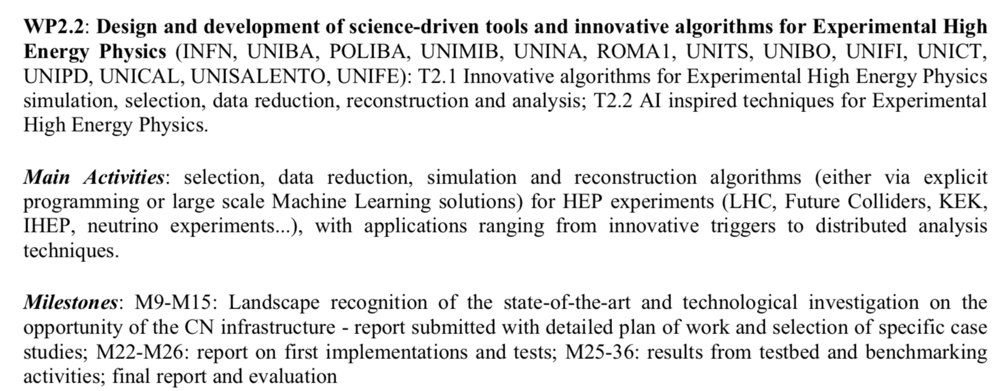 WP2.2: Design and development of science-driven tools and innovative algorithms for Experimental High
Energy Physics (INFN, UNIBA, POLIBA, UNIMIB, UNINA, ROMA1, UNITS, UNIBO, UNIFI, UNICT,
UNIPD, UNICAL, UNISALENTO, UNIFE): T2.1 Innovative algorithms for Experimental High Energy Physics
simulation, selection, data reduction, reconstruction and analysis; T2.2 AI inspired techniques for Experimental
High Energy Physics.
Main Activities: selection, data reduction, simulation and reconstruction algorithms (either via explicit
programming or large scale Machine Learning solutions) for HEP experiments (LHC, Future Colliders, KEK,
IHEP, neutrino experiments...), with applications ranging from innovative triggers to distributed analysis
techniques.
Milestones: M9-M15: Landscape recognition of the state-of-the-art and technological investigation on the
opportunity of the CN infrastructure - report submitted with detailed plan of work and selection of specific case
studies; M22-M26: report on first implementations and tests; M25-36: results from testbed and benchmarking
activities; final report and evaluation